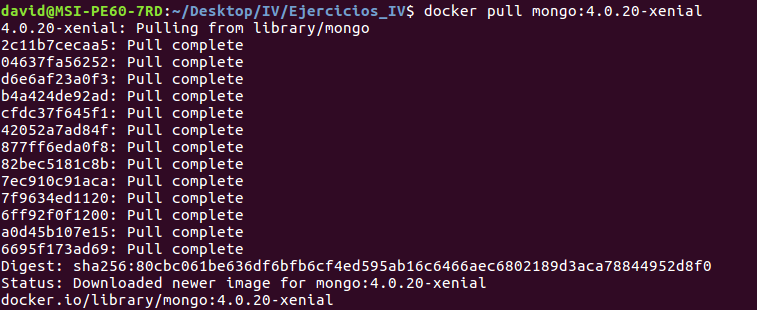 david@MSI-PE60-7RD:~/Desktop/IV/Ejercicios_IV$ docker pull mongo:4.0.20-xenial
4.0.20-xenial: Pulling from library/mongo
2c11b7cecaa5: Pull complete
04637fa56252: Pull complete
d6e6af23a0f3: Pull complete
b4a424de92ad: Pull complete
cfdc37f645f1: Pull complete
42052a7ad84f: Pull complete
877ff6eda0f8: Pull complete
82bec5181c8b: Pull complete
7ec910c91aca: Pull complete
7f9634ed1120: Pull complete
6ff92f0f1200: Pull complete
a0d45b107e15: Pull complete
6695f173ad69: Pull complete
Digest: sha256:80cbc061be636df6bfb6cf4ed595ab16c6466aec6802189d3aca78844952d8f0
Status: Downloaded newer image for mongo:4.0.20-xenial
docker.io/library/mongo:4.0.20-xenial